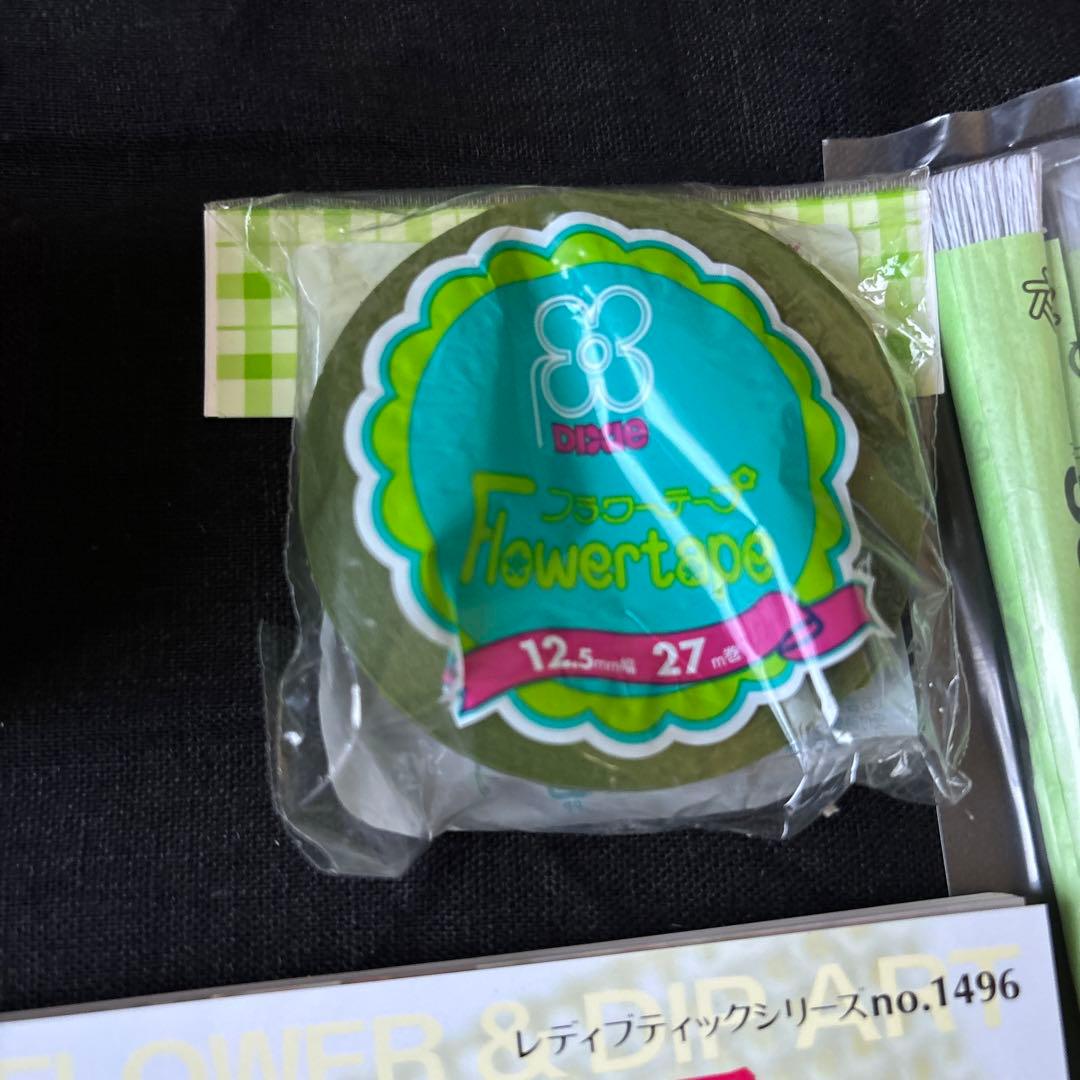 DIXIE
フラワーテープ
Flowertape
12.5mm幅 27m巻
レディブティックシリーズno.1496
FLOWER & DIP ART